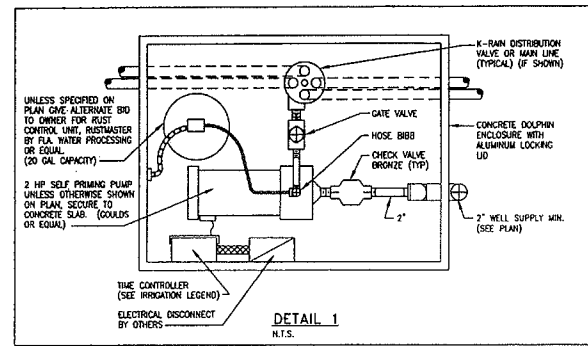 K-RAIN DISTRIBUTION
VALVE OR MAIN LINE
(TYPICAL) (IF SHOWN)
UNLESS SPECIFIED ON
PLAN GIVE ALTERNATE BID
TO OWNER FOR RUST
CONTROL UNIT, RUSTMASTER
BY FLA. WATER PROCESSING
OR EQUAL.
(20 GAL CAPACITY)
GATE VALVE
HOSE BIBB
CONCRETE DOLPHIN
ENCLOSURE WITH
ALUMINUM LOCKING
LID
CHECK VALVE
BRONZE (TYP)
2 HP SELF PRIMING PUMP
UNLESS OTHERWISE SHOWN
ON PLAN, SECURE TO
CONCRETE SLAB. (GOULDS
OR EQUAL)
2"
2" WELL SUPPLY MIN.
(SEE PLAN)
TIME CONTROLLER
(SEE IRRIGATION LEGEND)
ELECTRICAL DISCONNECT
BY OTHERS
DETAIL 1
N.T.S.